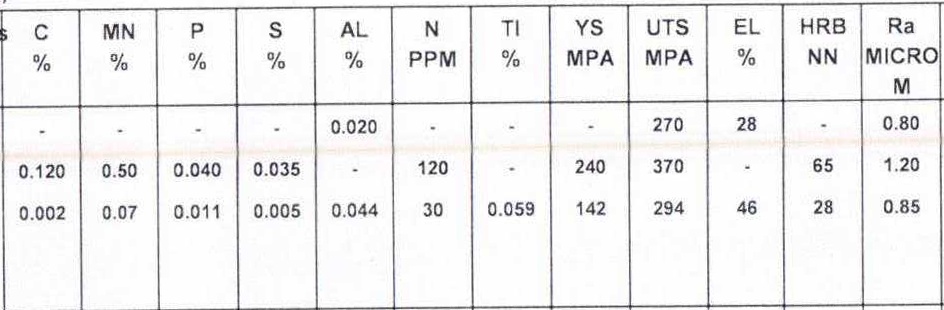 s C MN P S AL N TI YS UTS EL HRB Ra
% % % % % PPM % MPA MPA % NN MICRO
M
- - - - 0.020 - - - 270 28 - 0.80
0.120 0.50 0.040 0.035 - 120 - 240 370 - 65 1.20
0.002 0.07 0.011 0.005 0.044 30 0.059 142 294 46 28 0.85